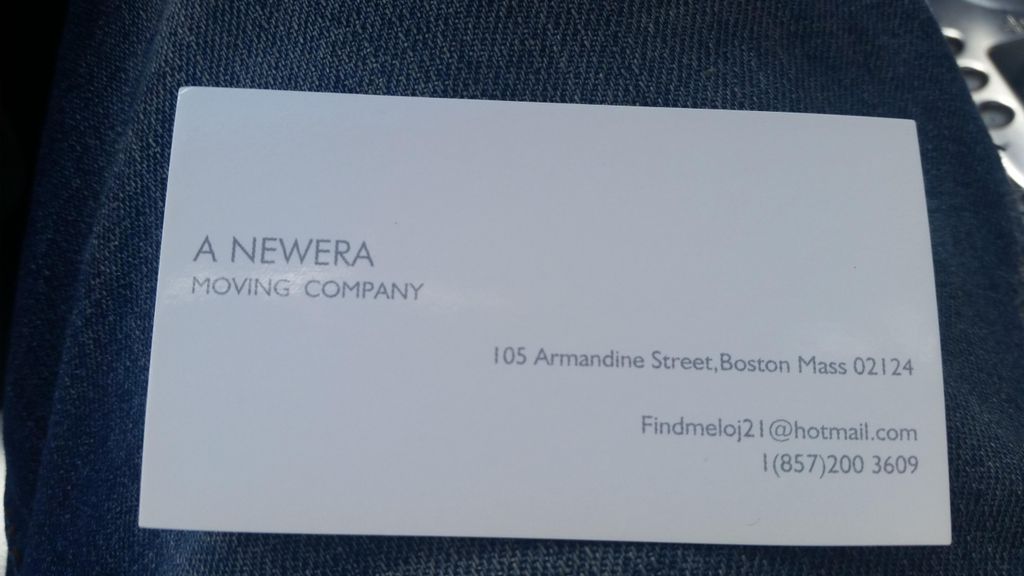 A NEWERA
MOVING COMPANY
105 Armandine Street,Boston Mass 02124
Findmeloj21@hotmail.com
1(857)200 3609